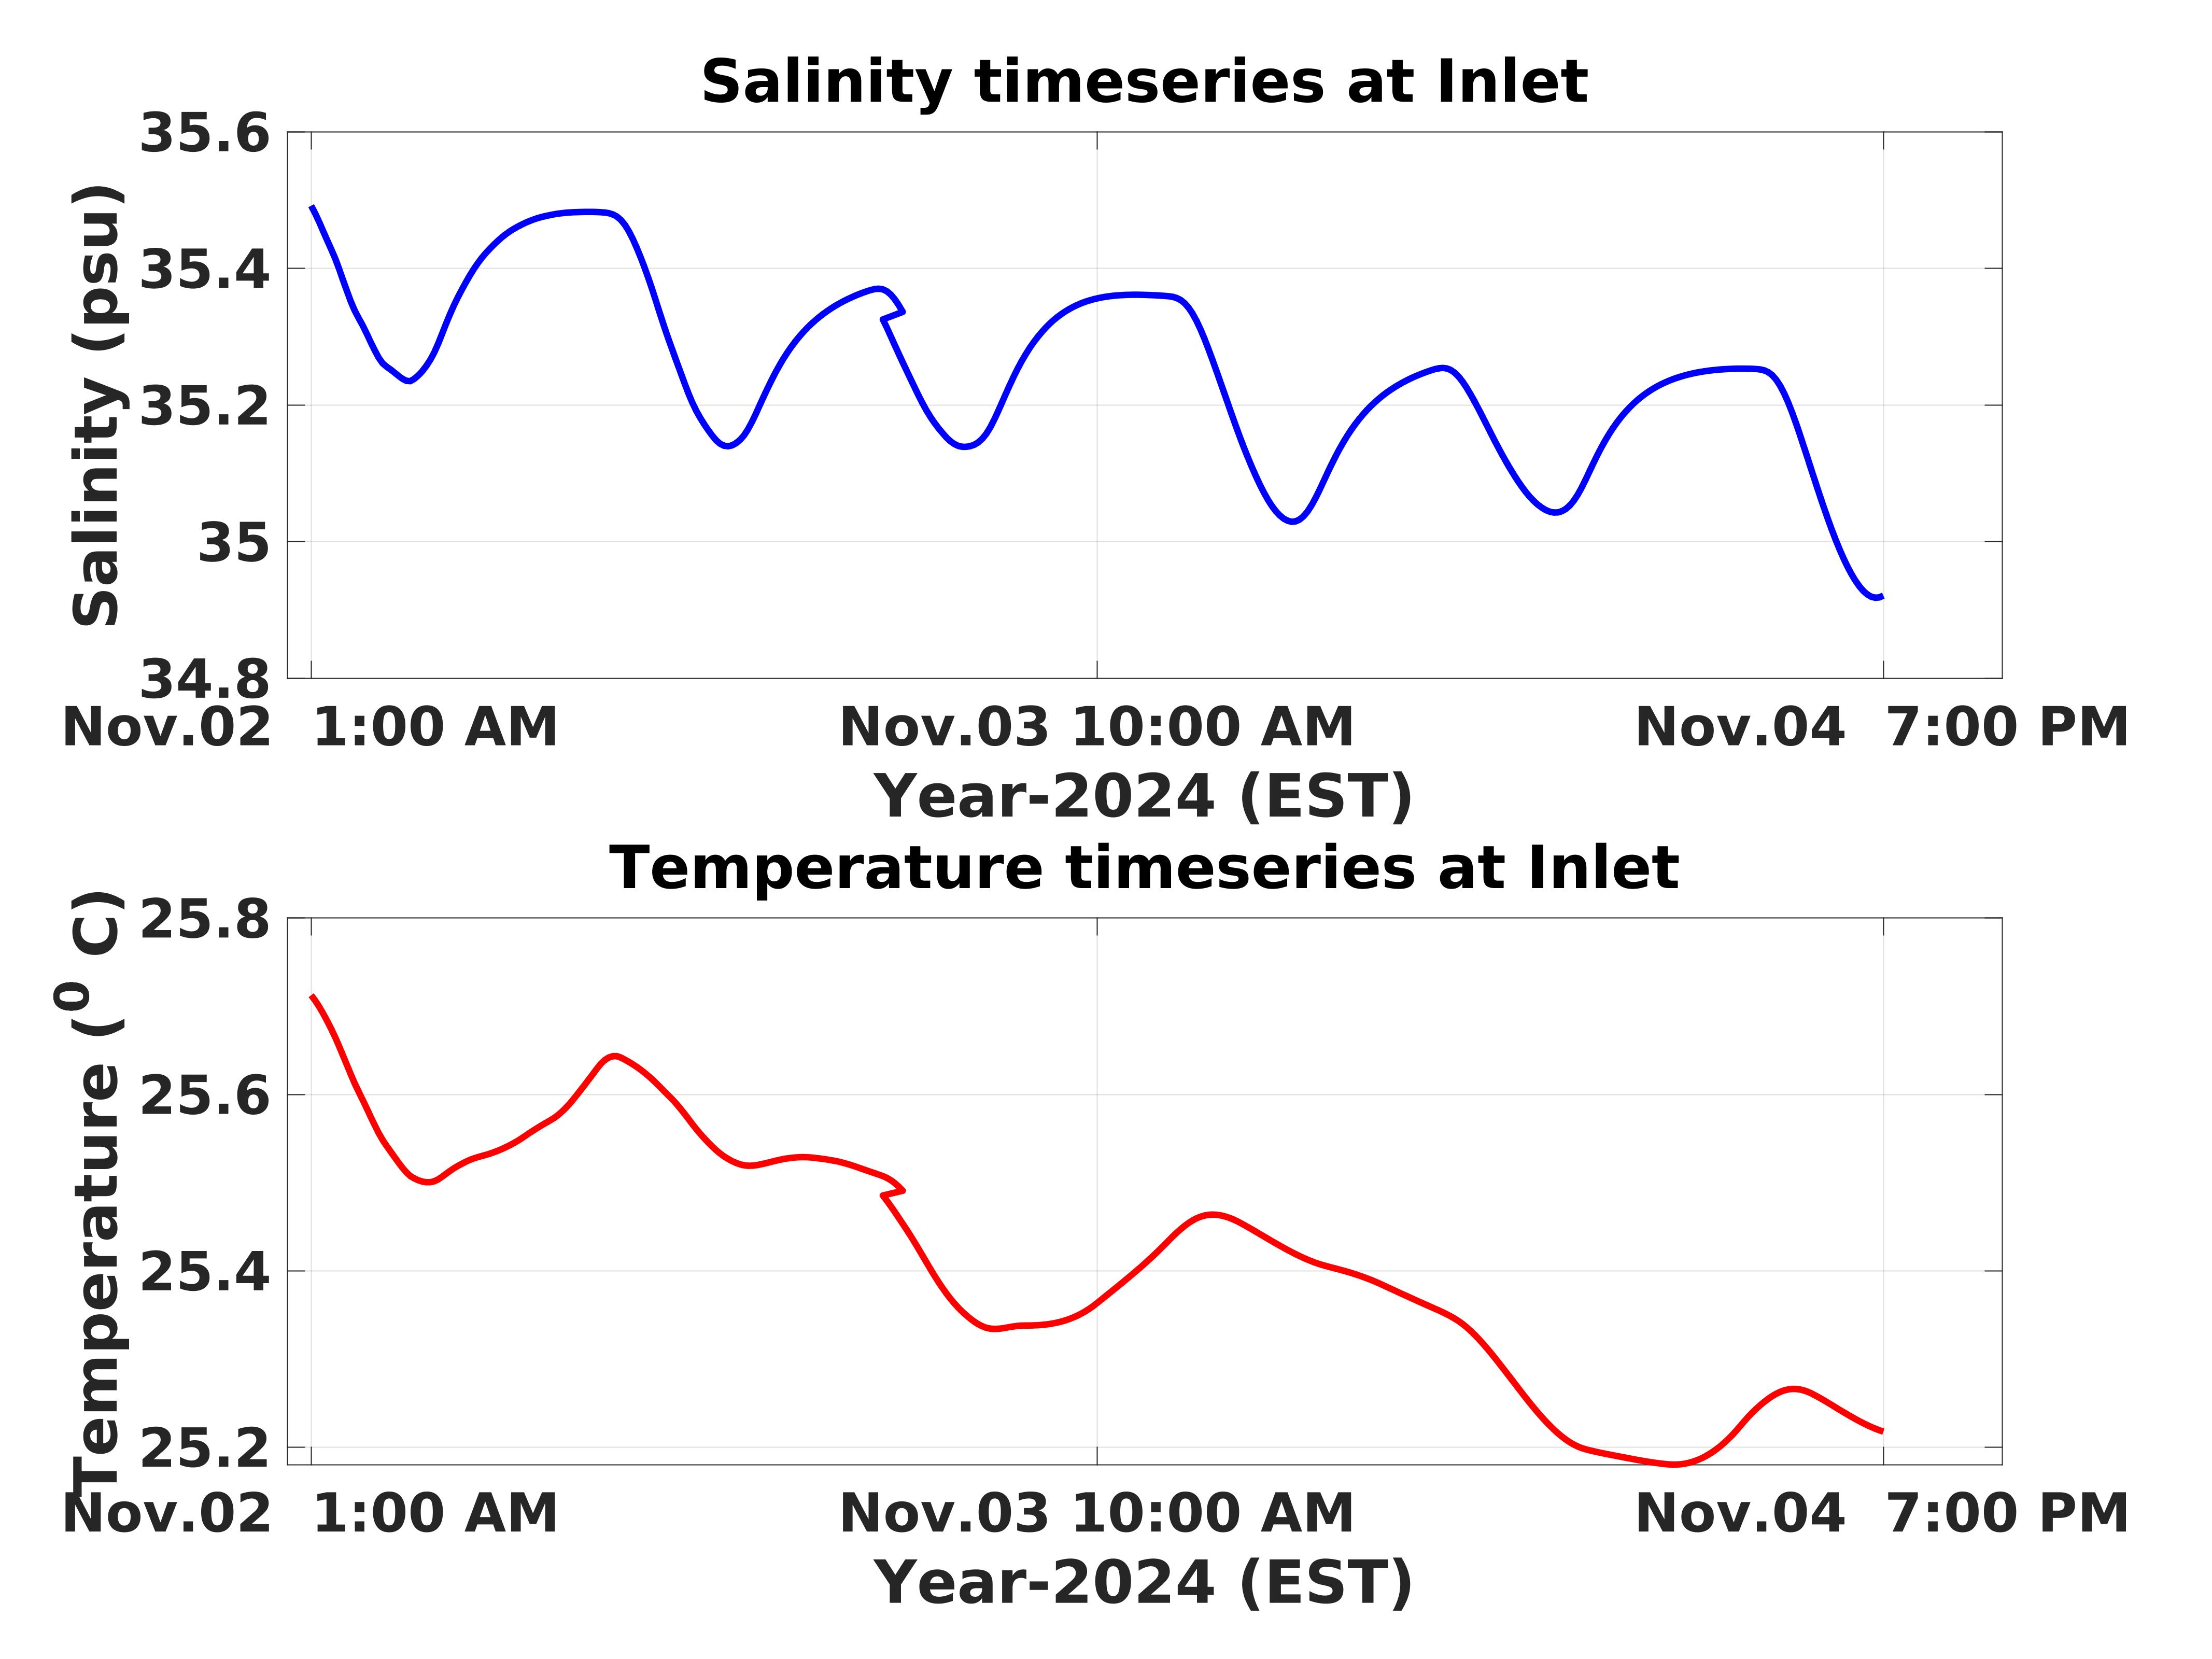 Salinity timeseries at Inlet
Salinity (psu)
35.6
35.4
35.2
35
34.8
Nov.02 1:00 AM Nov.03 10:00 AM Nov.04 7:00 PM
Year-2024 (EST)
Temperature timeseries at Inlet
Temperature (⁰ C)
25.8
25.6
25.4
25.2
Nov.02 1:00 AM Nov.03 10:00 AM Nov.04 7:00 PM
Year-2024 (EST)